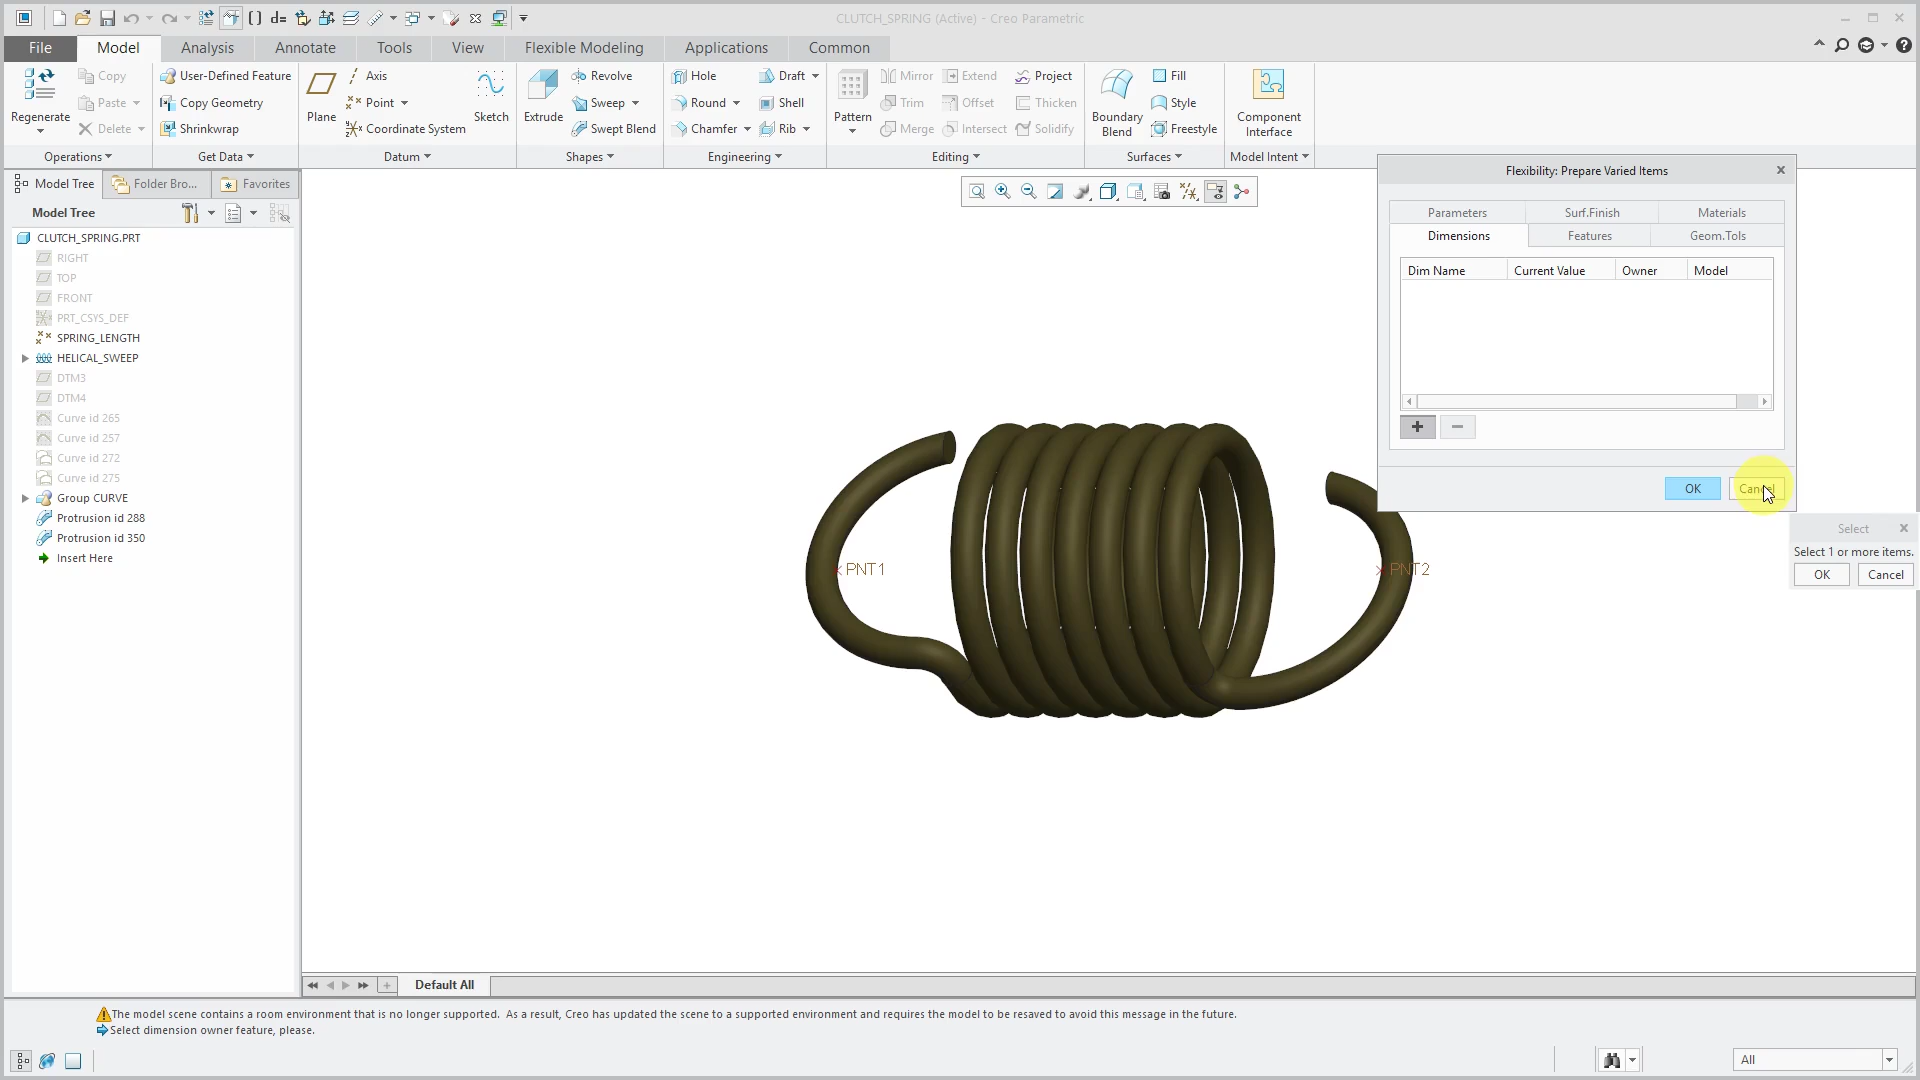 CLUTCH_SPRING (Active) - Creo Parametric
File Model Analysis Annotate Tools View Flexible Modeling Applications Common
Regenerate
Copy
Paste
Delete
User-Defined Feature
Copy Geometry
Shrinkwrap
Plane
Axis
Point
Coordinate System
Sketch
Extrude
Revolve
Sweep
Swept Blend
Hole
Round
Chamfer
Draft
Shell
Rib
Pattern
Mirror
Trim
Merge
Extend
Offset
Intersect
Project
Thicken
Solidify
Boundary
Blend
Fill
Style
Freestyle
Component
Interface
Operations Get Data Datum Shapes Engineering Editing Surfaces Model Intent
Model Tree Folder Bro... Favorites
Model Tree
CLUTCH_SPRING.PRT
RIGHT
TOP
FRONT
PRT_CSYS_DEF
SPRING_LENGTH
HELICAL_SWEEP
DTM3
DTM4
Curve id 265
Curve id 257
Curve id 272
Curve id 275
Group CURVE
Protrusion id 288
Protrusion id 350
Insert Here
PNT1
PNT2
Flexibility: Prepare Varied Items
Parameters Surf.Finish Materials
Dimensions Features Geom.Tols
Dim Name Current Value Owner Model
OK Cancel
Select
Select 1 or more items.
OK Cancel
Default All
The model scene contains a room environment that is no longer supported. As a result, Creo has updated the scene to a supported environment and requires the model to be resaved to avoid this message in the future.
Select dimension owner feature, please.
All